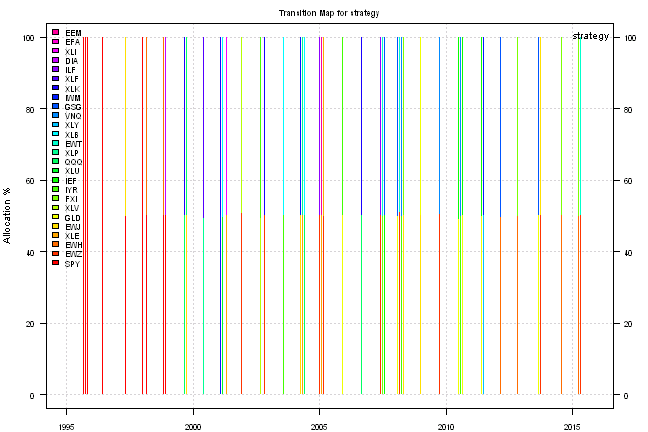 Transition Map for strategy
strategy
Allocation %
100
80
60
40
20
0
100
80
60
40
20
0
EEM
EFA
XLI
DIA
ILF
XLF
XLK
IWM
GSG
VNQ
XLY
XLB
EWT
XLP
QQQ
XLU
IEF
IYR
FXI
XLV
GLD
EWJ
XLE
EWH
EWZ
SPY
1995
2000
2005
2010
2015